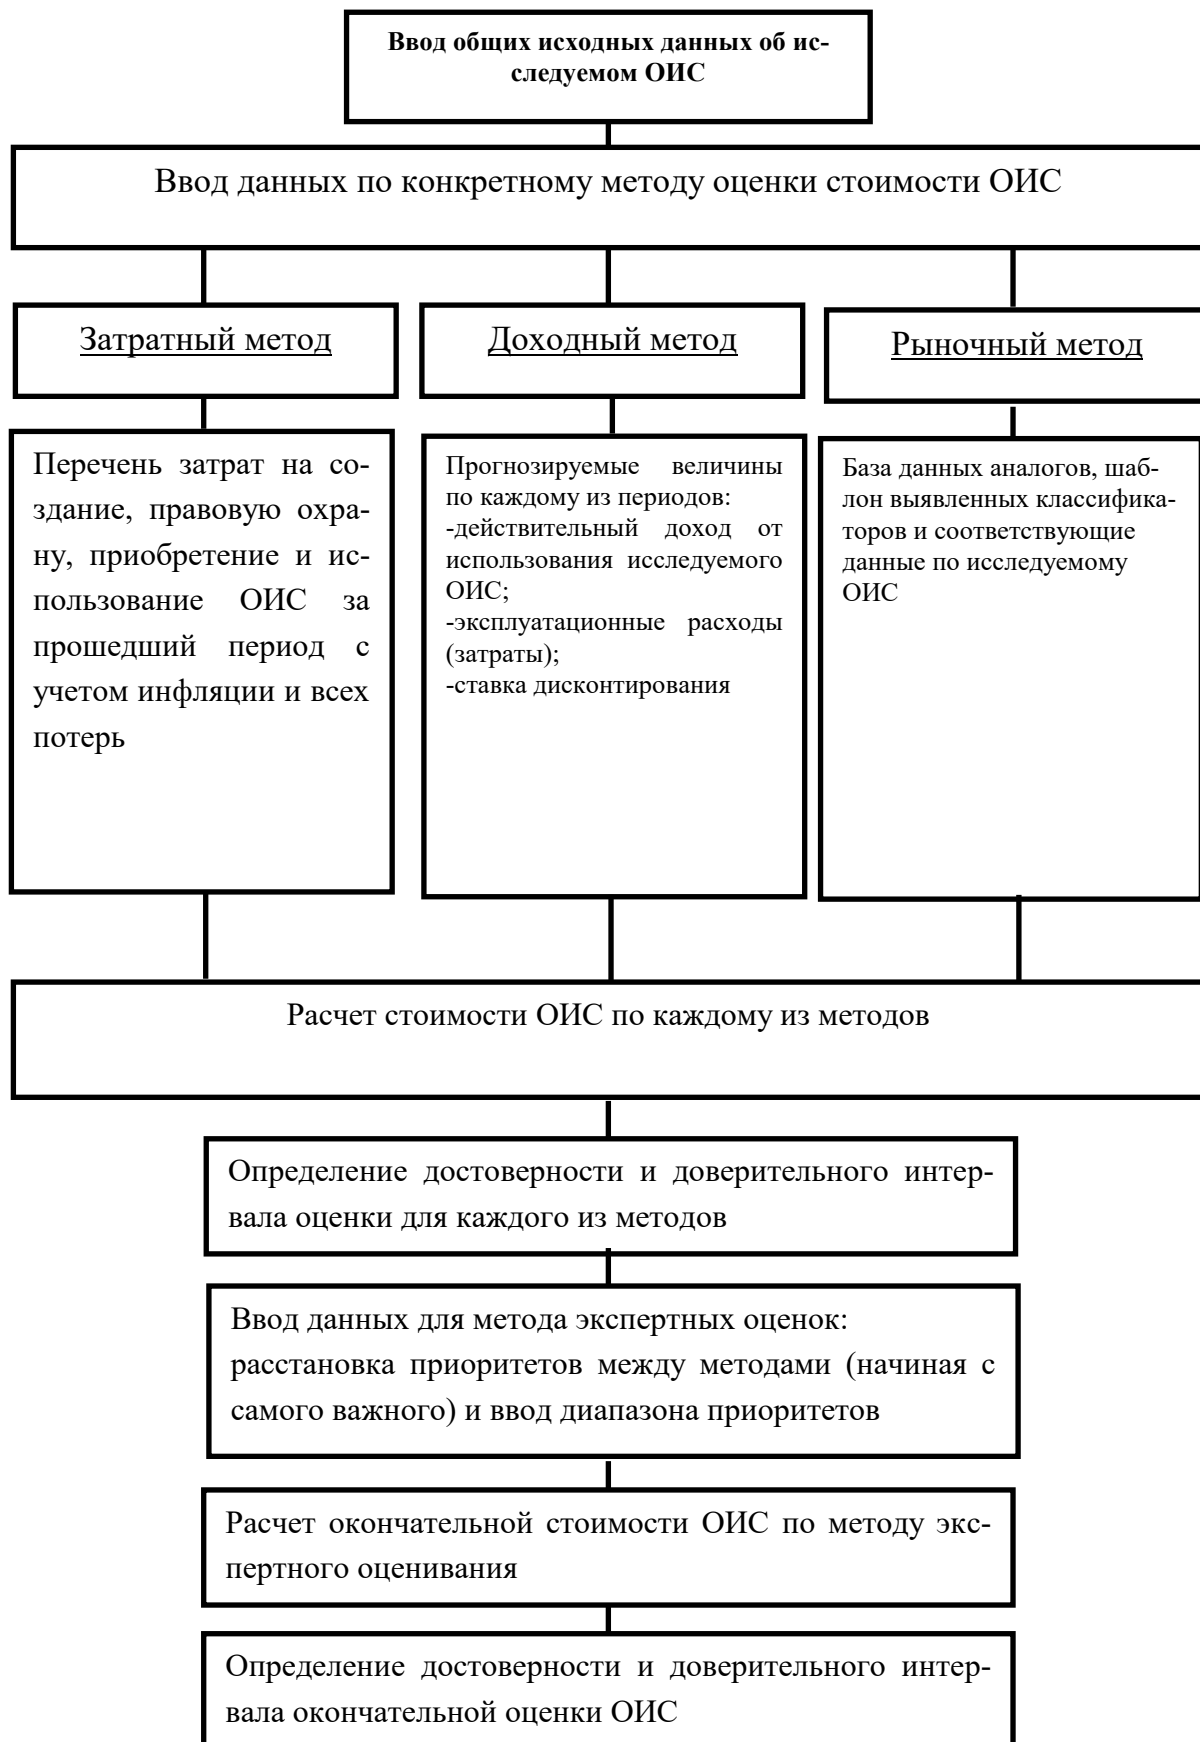 Ввод общих исходных данных об ис-
следуемом ОИС
Ввод данных по конкретному методу оценки стоимости ОИС
Затратный метод
Доходный метод
Рыночный метод
Перечень затрат на со-
здание, правовую охра-
ну, приобретение и ис-
пользование ОИС за
прошедший период с
учетом инфляции и всех
потерь
Прогнозируемые величины
по каждому из периодов:
-действительный доход от
использования исследуемого
ОИС;
-эксплуатационные расходы
(затраты);
-ставка дисконтирования
База данных аналогов, шаб-
лон выявленных классифика-
торов и соответствующие
данные по исследуемому
ОИС
Расчет стоимости ОИС по каждому из методов
Определение достоверности и доверительного интер-
вала оценки для каждого из методов
Ввод данных для метода экспертных оценок:
расстановка приоритетов между методами (начиная с
самого важного) и ввод диапазона приоритетов
Расчет окончательной стоимости ОИС по методу экс-
пертного оценивания
Определение достоверности и доверительного интер-
вала окончательной оценки ОИС